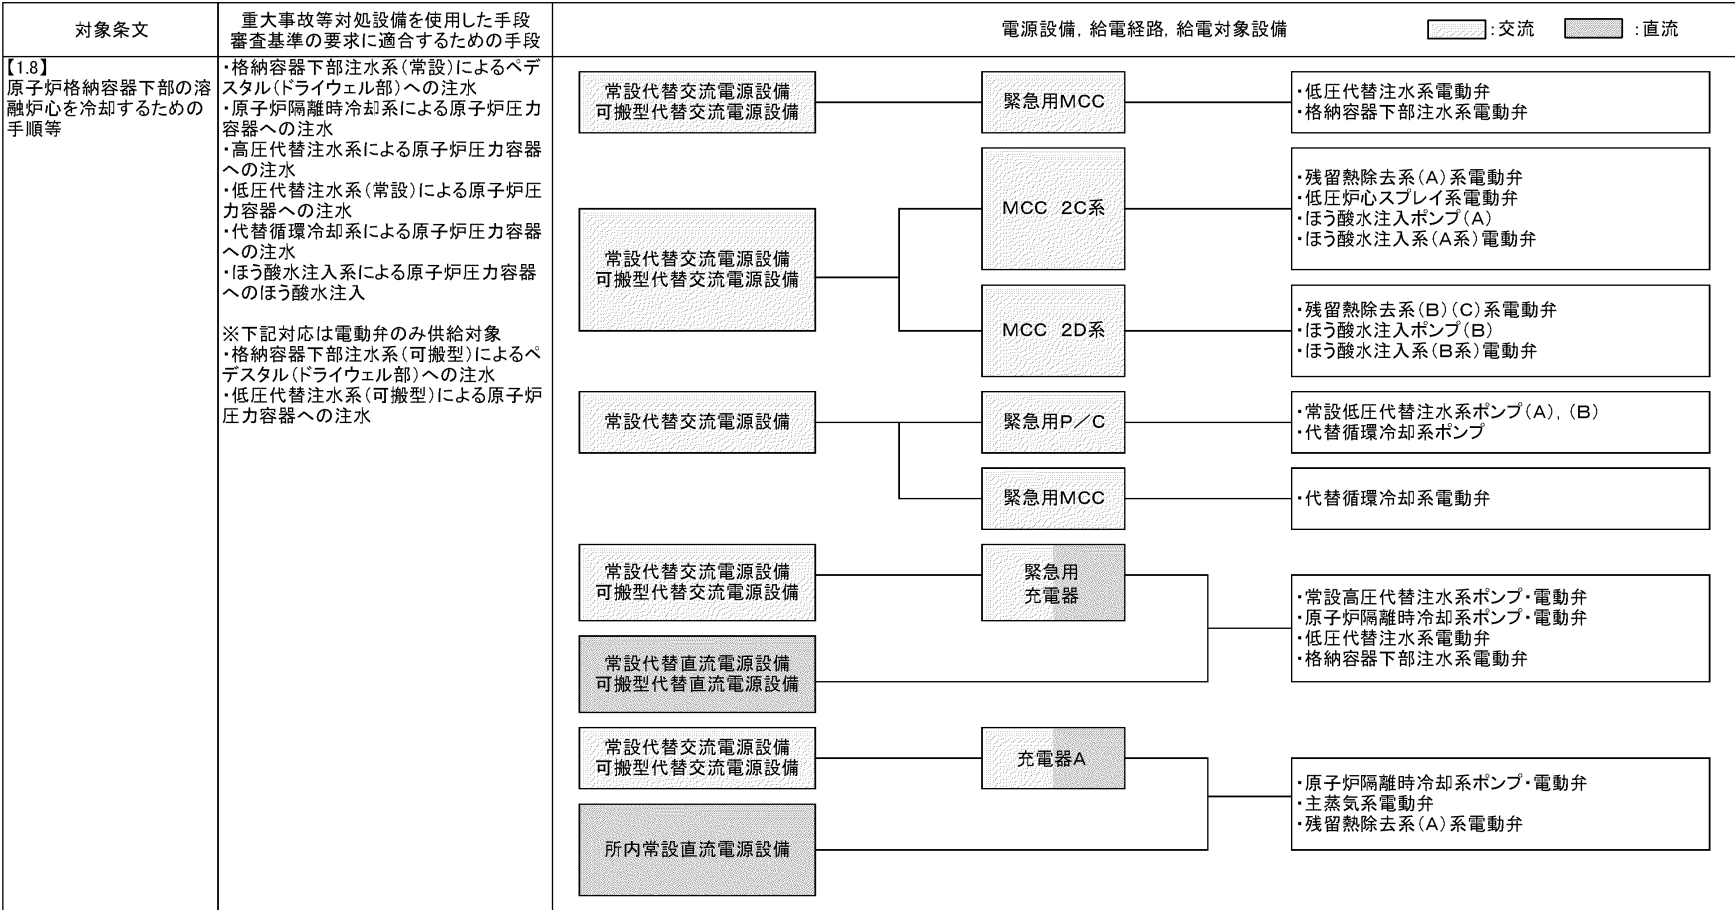 対象条文
重大事故等対処設備を使用した手段
審査基準の要求に適合するための手段
電源設備，給電経路，給電対象設備
：交流
：直流
【1.8】
原子炉格納容器下部の溶
融炉心を冷却するための
手順等
・格納容器下部注水系（常設）によるペデ
スタル（ドライウェル部）への注水
・原子炉隔離時冷却系による原子炉圧力
容器への注水
・高圧代替注水系による原子炉圧力容器
への注水
・低圧代替注水系（常設）による原子炉圧
力容器への注水
・代替循環冷却系による原子炉圧力容器
への注水
・ほう酸水注入系による原子炉圧力容器
へのほう酸水注入
※下記対応は電動弁のみ供給対象
・格納容器下部注水系（可搬型）によるペ
デスタル（ドライウェル部）への注水
・低圧代替注水系（可搬型）による原子炉
圧力容器への注水
常設代替交流電源設備
可搬型代替交流電源設備
緊急用MCC
・低圧代替注水系電動弁
・格納容器下部注水系電動弁
常設代替交流電源設備
可搬型代替交流電源設備
MCC　2C系
・残留熱除去系（A）系電動弁
・低圧炉心スプレイ系電動弁
・ほう酸水注入ポンプ（A）
・ほう酸水注入系（A系）電動弁
MCC　2D系
・残留熱除去系（B）（C）系電動弁
・ほう酸水注入ポンプ（B）
・ほう酸水注入系（B系）電動弁
常設代替交流電源設備
緊急用P／C
・常設低圧代替注水系ポンプ（A），（B）
・代替循環冷却系ポンプ
緊急用MCC
・代替循環冷却系電動弁
常設代替交流電源設備
可搬型代替交流電源設備
緊急用
充電器
常設代替直流電源設備
可搬型代替直流電源設備
・常設高圧代替注水系ポンプ・電動弁
・原子炉隔離時冷却系ポンプ・電動弁
・低圧代替注水系電動弁
・格納容器下部注水系電動弁
常設代替交流電源設備
可搬型代替交流電源設備
充電器A
所内常設直流電源設備
・原子炉隔離時冷却系ポンプ・電動弁
・主蒸気系電動弁
・残留熱除去系（A）系電動弁